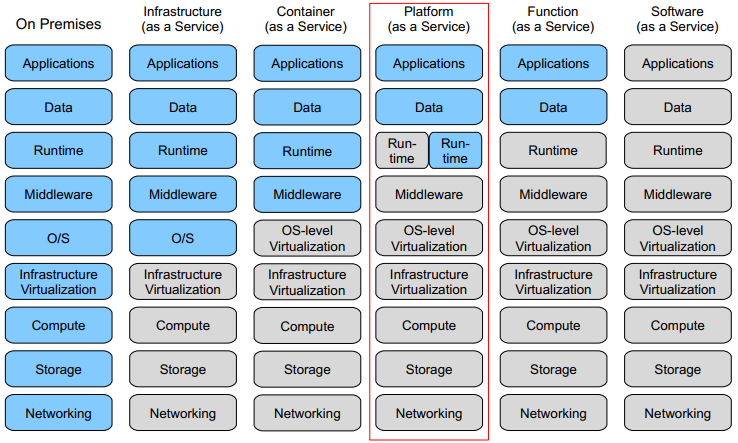 On Premises
Infrastructure
(as a Service)
Container
(as a Service)
Platform
(as a Service)
Function
(as a Service)
Software
(as a Service)
Applications
Applications
Applications
Applications
Applications
Applications
Data
Data
Data
Data
Data
Data
Runtime
Runtime
Runtime
Run-
time
Run-
time
Runtime
Runtime
Middleware
Middleware
Middleware
Middleware
Middleware
Middleware
O/S
O/S
OS-level
Virtualization
OS-level
Virtualization
OS-level
Virtualization
OS-level
Virtualization
Infrastructure
Virtualization
Infrastructure
Virtualization
Infrastructure
Virtualization
Infrastructure
Virtualization
Infrastructure
Virtualization
Infrastructure
Virtualization
Compute
Compute
Compute
Compute
Compute
Compute
Storage
Storage
Storage
Storage
Storage
Storage
Networking
Networking
Networking
Networking
Networking
Networking